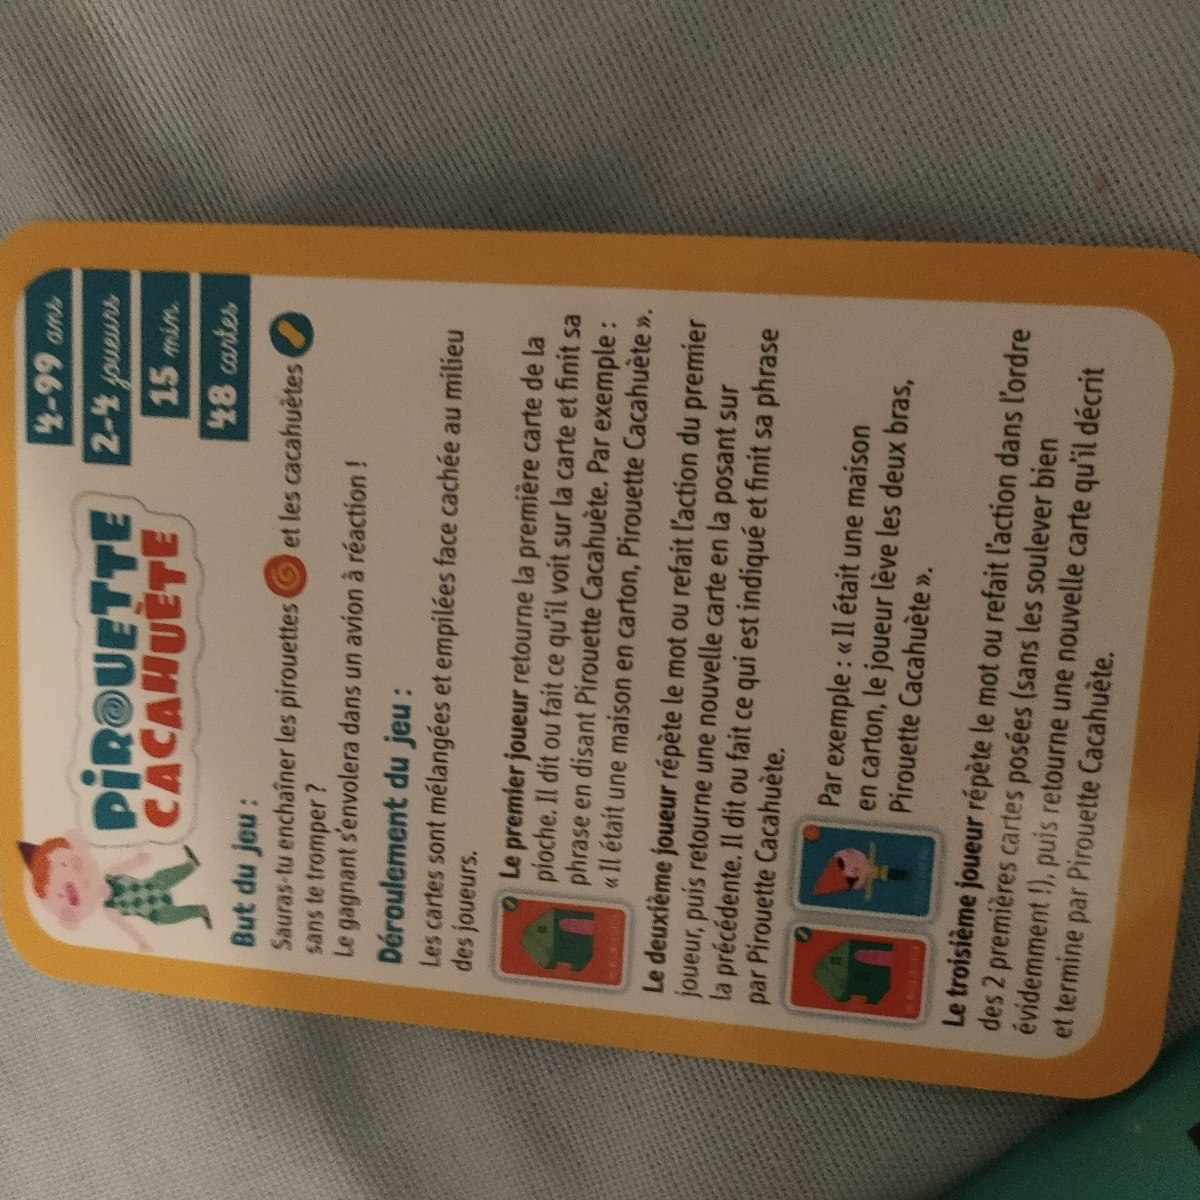 PIROUETTE
CACAHUÈTE
4-99 ans
2-4 joueurs
15 min
48 cartes
But du jeu :
Sauras-tu enchaîner les pirouettes et les cacahuètes
sans te tromper ?
Le gagnant s'envolera dans un avion à réaction !
Déroulement du jeu :
Les cartes sont mélangées et empilées face cachée au milieu
des joueurs.
Le premier joueur retourne la première carte de la
pioche. Il dit ou fait ce qu'il voit sur la carte et finit sa
phrase en disant Pirouette Cacahuète. Par exemple :
« Il était une maison en carton, Pirouette Cacahuète ».
Le deuxième joueur répète le mot ou refait l'action du premier
joueur, puis retourne une nouvelle carte en la posant sur
la précédente. Il dit ou fait ce qui est indiqué et finit sa phrase
par Pirouette Cacahuète.
Par exemple : « Il était une maison
en carton, le joueur lève les deux bras,
Pirouette Cacahuète ».
Le troisième joueur répète le mot ou refait l'action dans l'ordre
des 2 premières cartes posées (sans les soulever bien
évidemment !), puis retourne une nouvelle carte qu'il décrit
et termine par Pirouette Cacahuète.